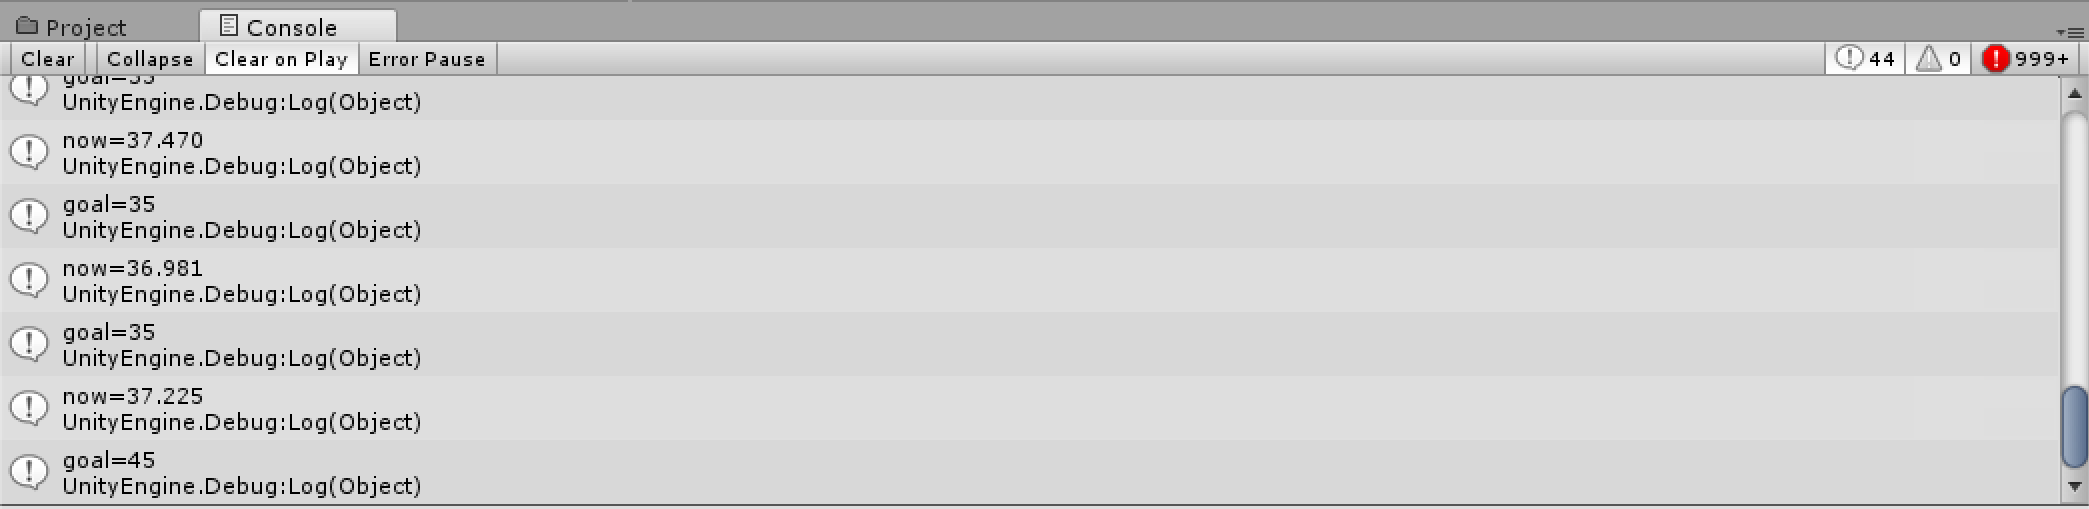 Project
Console
Clear
Collapse
Clear on Play
Error Pause
44
0
999+
goal=35
UnityEngine.Debug:Log(Object)
now=37.470
UnityEngine.Debug:Log(Object)
goal=35
UnityEngine.Debug:Log(Object)
now=36.981
UnityEngine.Debug:Log(Object)
goal=35
UnityEngine.Debug:Log(Object)
now=37.225
UnityEngine.Debug:Log(Object)
goal=45
UnityEngine.Debug:Log(Object)